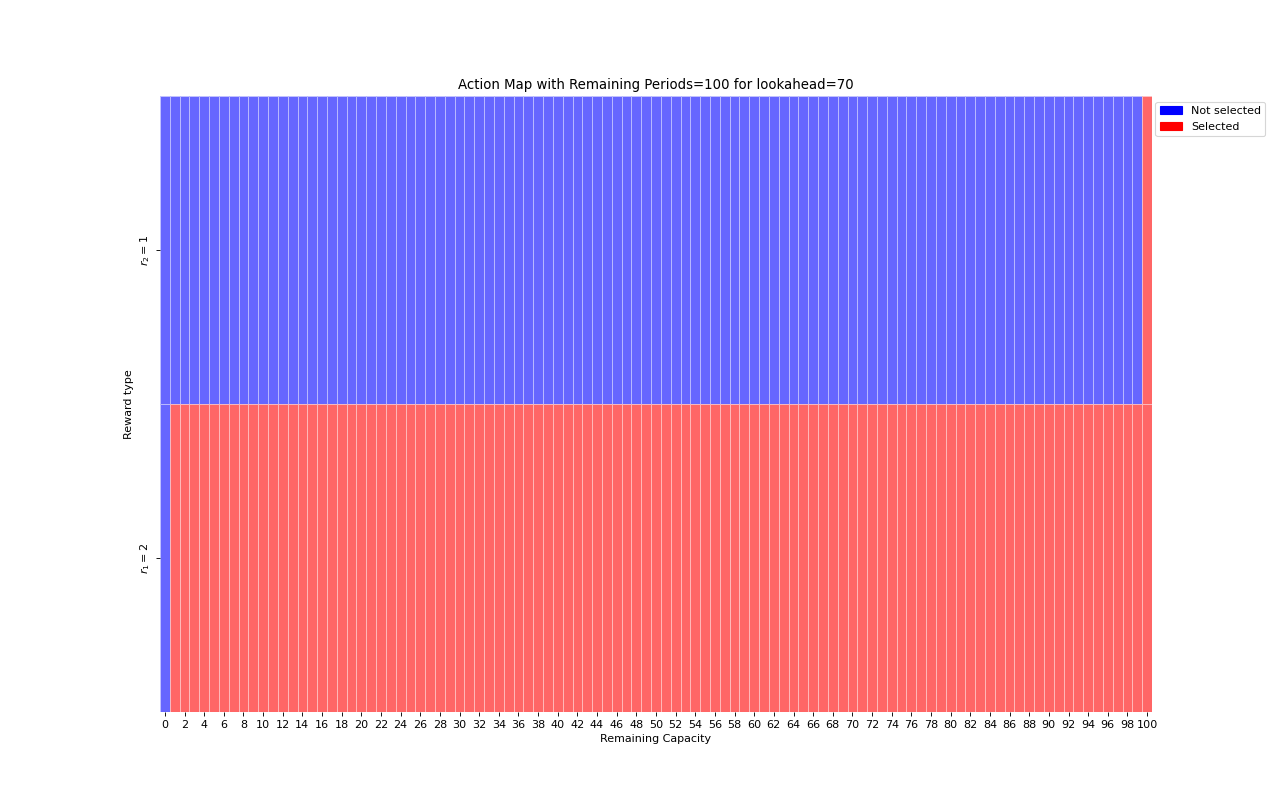 Action Map with Remaining Periods=100 for lookahead=70
Not selected
Selected
r₂ = 1
Reward type
r₁ = 2
0 2 4 6 8 10 12 14 16 18 20 22 24 26 28 30 32 34 36 38 40 42 44 46 48 50 52 54 56 58 60 62 64 66 68 70 72 74 76 78 80 82 84 86 88 90 92 94 96 98 100
Remaining Capacity